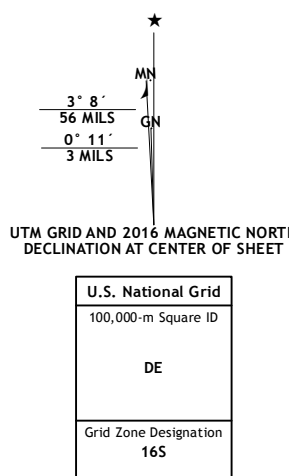 MN
3° 8´
56 MILS
GN
0° 11´
3 MILS
UTM GRID AND 2016 MAGNETIC NORTH
DECLINATION AT CENTER OF SHEET
U.S. National Grid
100,000-m Square ID
DE
Grid Zone Designation
16S